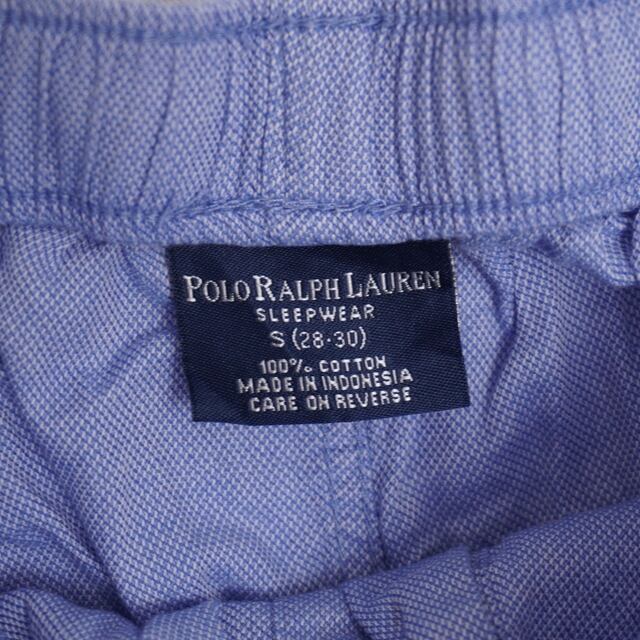 POLO RALPH LAUREN
SLEEPWEAR
S (28-30)
100% COTTON
MADE IN INDONESIA
CARE ON REVERSE